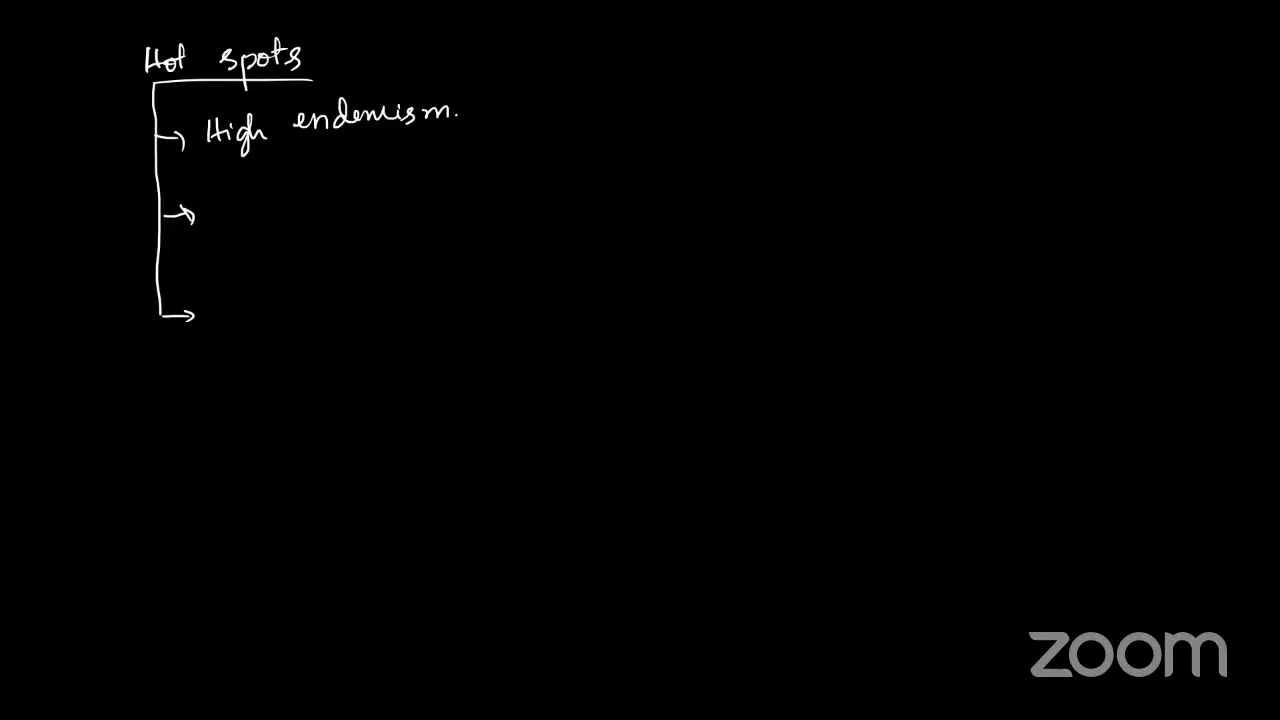 Hot spots
→ High endemism.
→
→
zoom